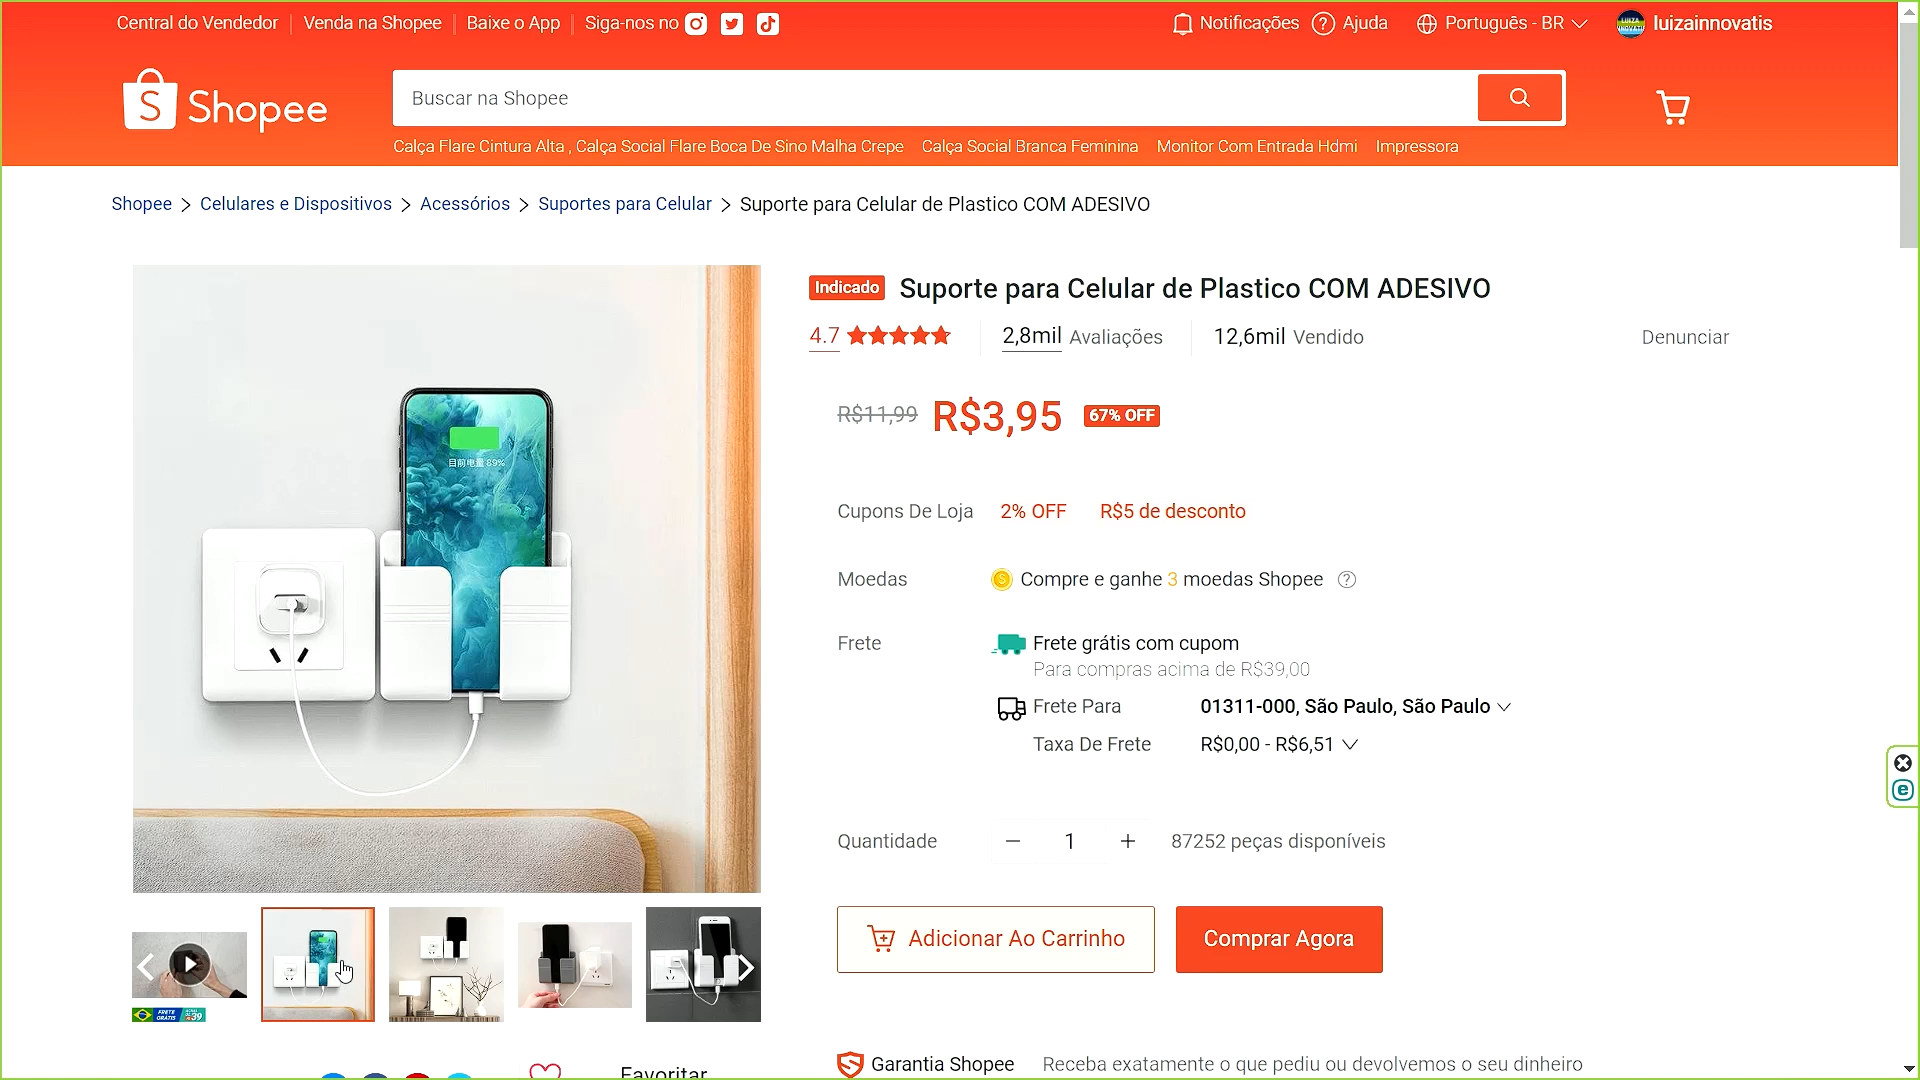 Central do Vendedor Venda na Shopee Baixe o App Siga-nos no Notificações Ajuda Português - BR luizainnovatis
Shopee
Buscar na Shopee
Calça Flare Cintura Alta , Calça Social Flare Boca De Sino Malha Crepe Calça Social Branca Feminina Monitor Com Entrada Hdmi Impressora
Shopee > Celulares e Dispositivos > Acessórios > Suportes para Celular > Suporte para Celular de Plastico COM ADESIVO
Indicado Suporte para Celular de Plastico COM ADESIVO
4.7 2,8mil Avaliações 12,6mil Vendido Denunciar
R$11,99 R$3,95 67% OFF
目前电量 89%
Cupons De Loja 2% OFF R$5 de desconto
Moedas Compre e ganhe 3 moedas Shopee ?
Frete Frete grátis com cupom
Para compras acima de R$39,00
Frete Para 01311-000, São Paulo, São Paulo
Taxa De Frete R$0,00 - R$6,51
Quantidade − 1 + 87252 peças disponíveis
Adicionar Ao Carrinho Comprar Agora
FRETE GRÁTIS
Garantia Shopee Receba exatamente o que pediu ou devolvemos o seu dinheiro
Favoritar